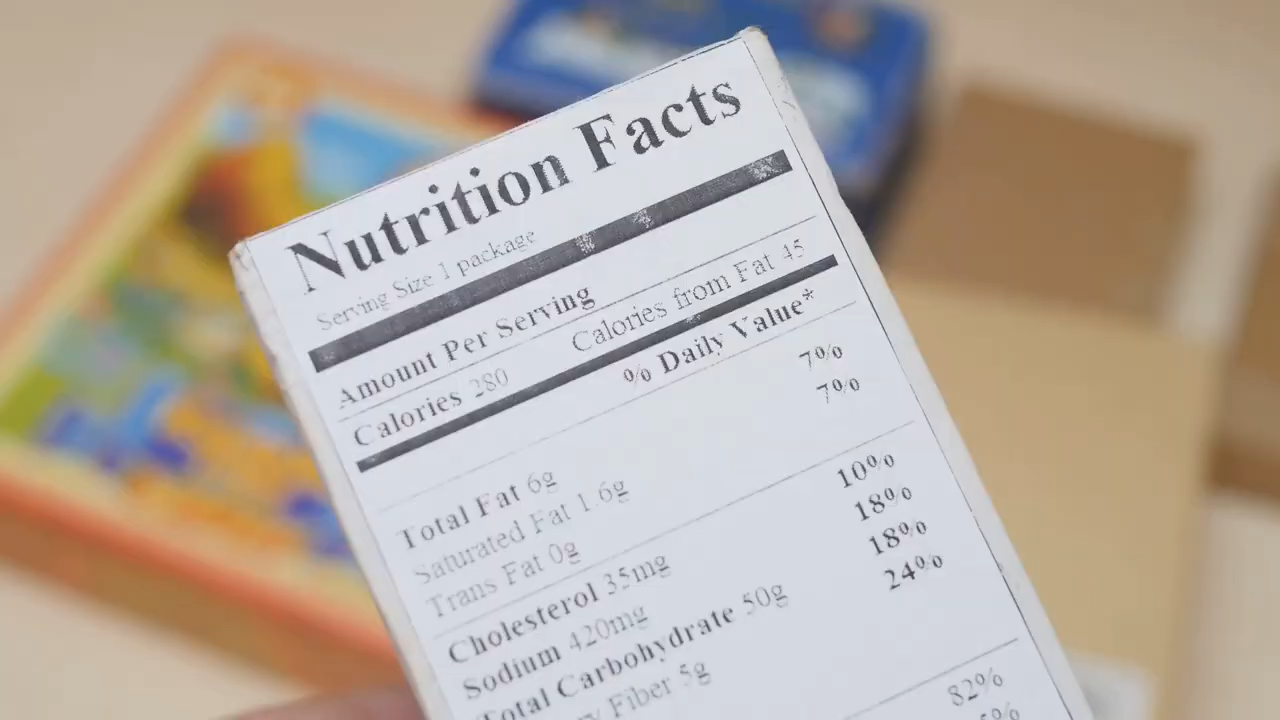 Nutrition Facts
Serving Size 1 package
Amount Per Serving
Calories 280 Calories from Fat 45
% Daily Value*
Total Fat 6g 7%
Saturated Fat 1.6g 7%
Trans Fat 0g
Cholesterol 35mg 10%
Sodium 420mg 18%
Total Carbohydrate 50g 18%
Fiber 5g 24%
82%